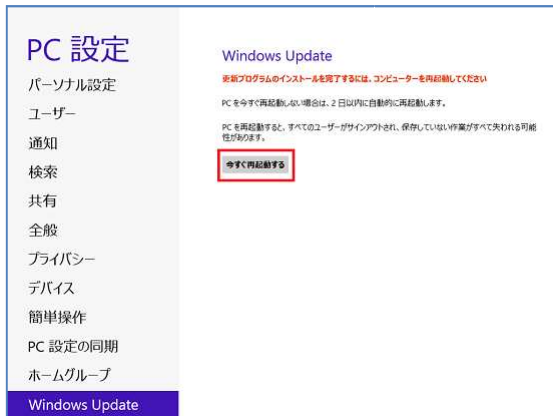 PC 設定
パーソナル設定
ユーザー
通知
検索
共有
全般
プライバシー
デバイス
簡単操作
PC 設定の同期
ホームグループ
Windows Update
Windows Update
更新プログラムのインストールを完了するには、コンピューターを再起動してください
PC を今すぐ再起動しない場合は、2 日以内に自動的に再起動します。
PC を再起動すると、すべてのユーザーがサインアウトされ、保存していない作業がすべて失われる可能
性があります。
今すぐ再起動する